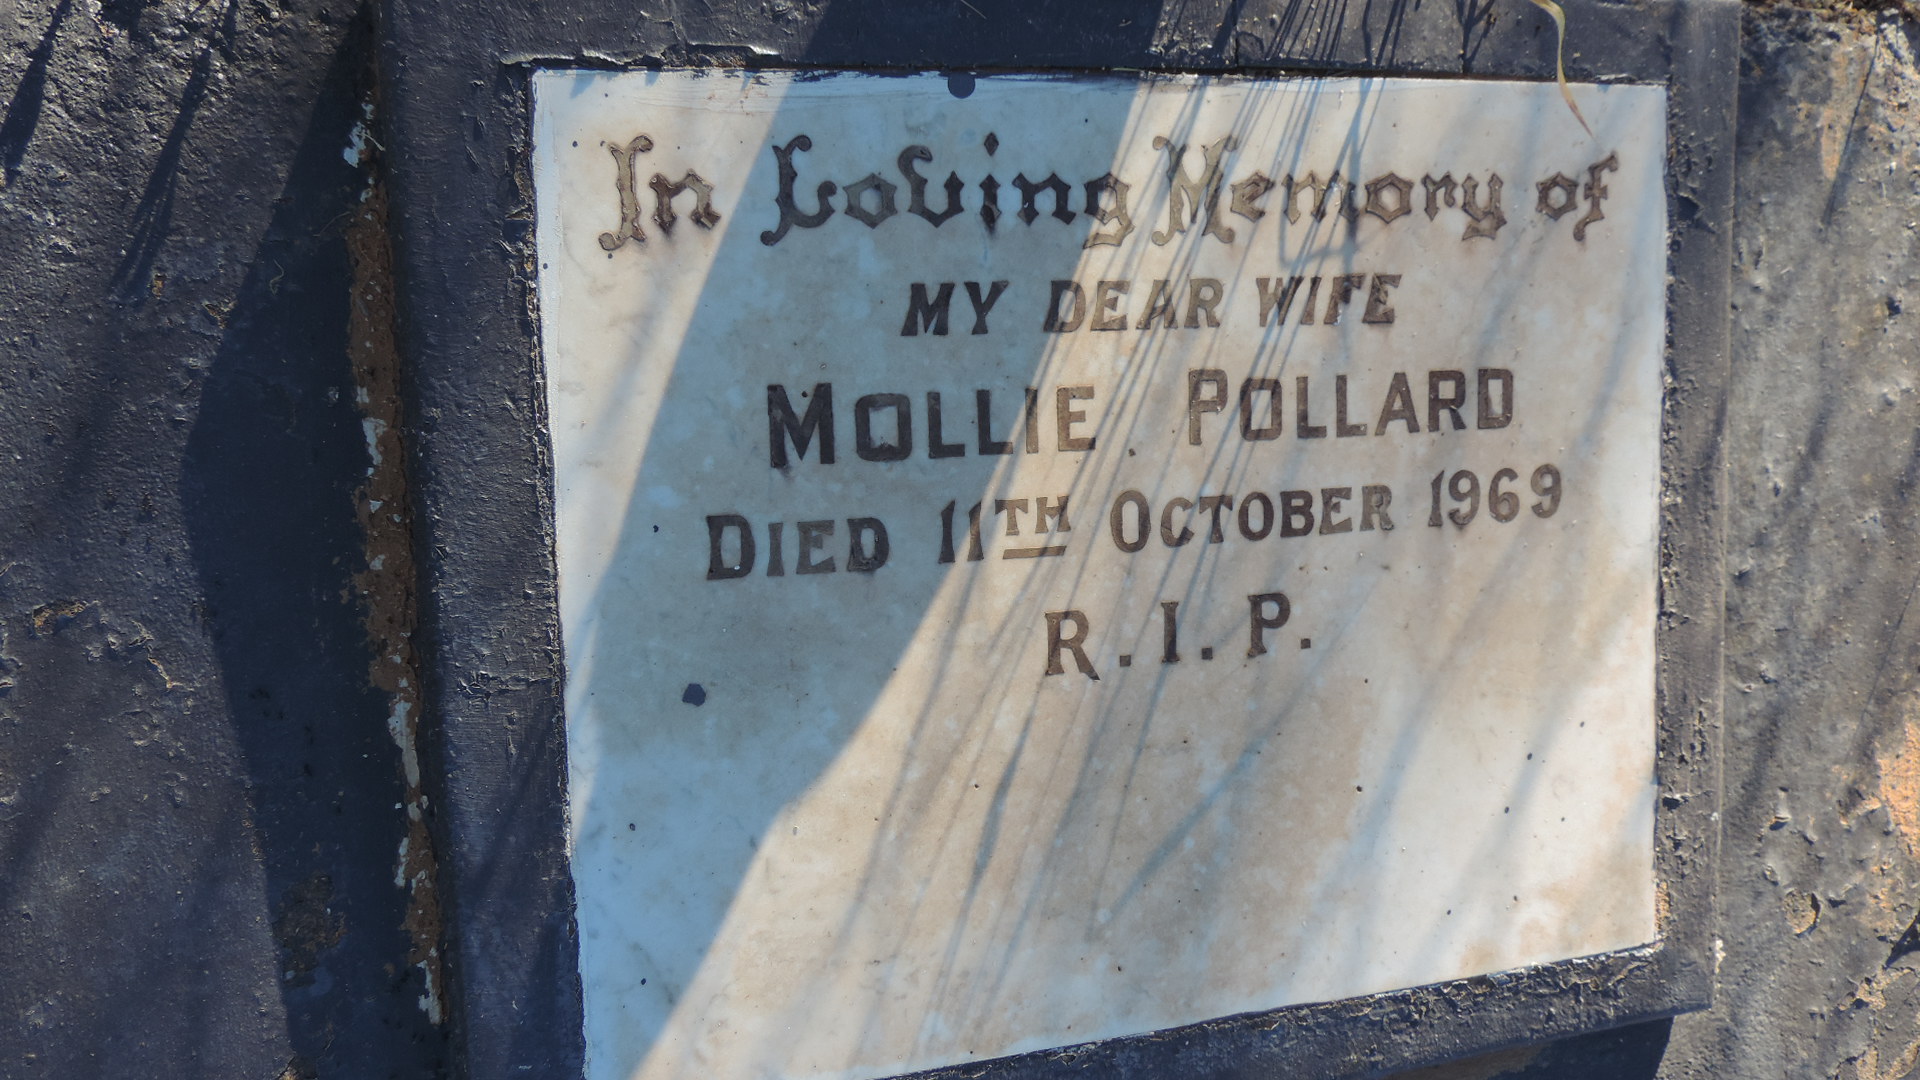 In Loving Memory of
MY DEAR WIFE
MOLLIE POLLARD
DIED 11TH OCTOBER 1969
R.I.P.